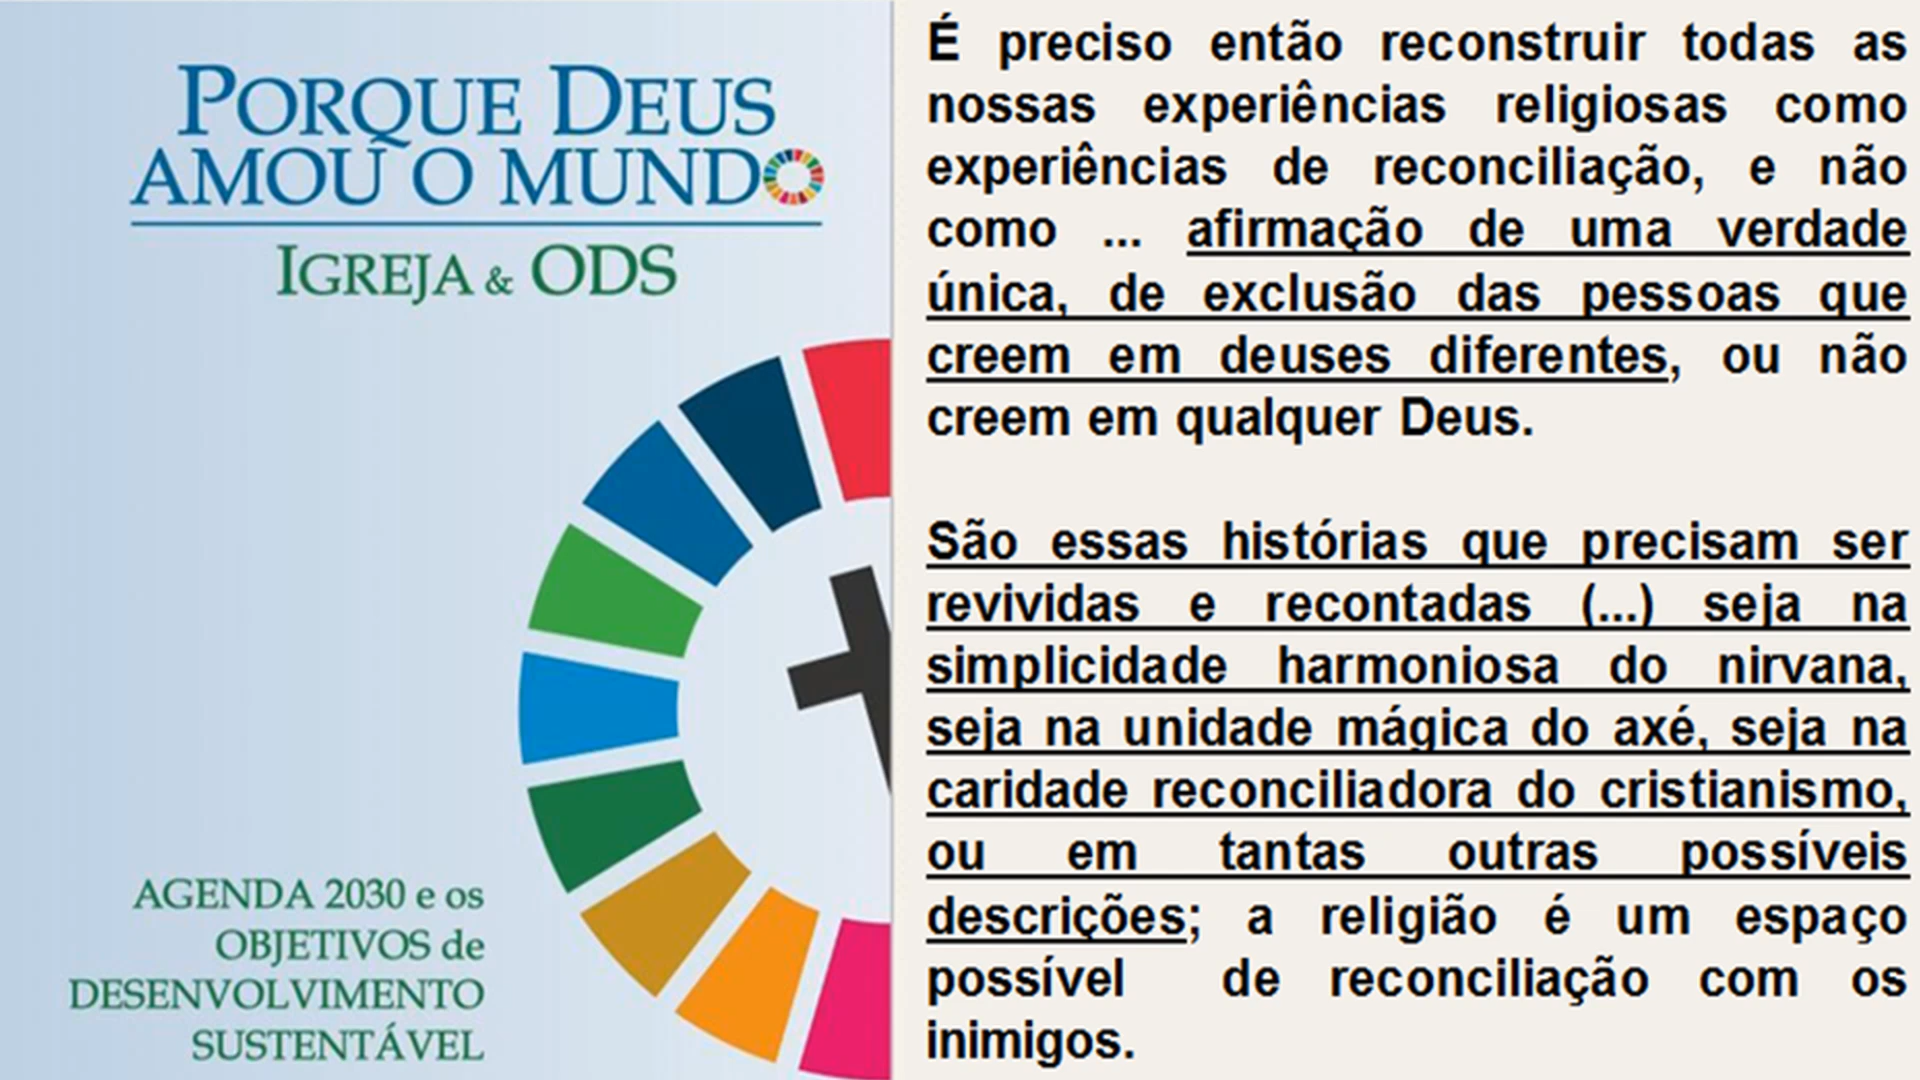 PORQUE DEUS
AMOU O MUNDO
IGREJA & ODS
AGENDA 2030 e os
OBJETIVOS de
DESENVOLVIMENTO
SUSTENTÁVEL
É preciso então reconstruir todas as
nossas experiências religiosas como
experiências de reconciliação, e não
como ... afirmação de uma verdade
única, de exclusão das pessoas que
creem em deuses diferentes, ou não
creem em qualquer Deus.
São essas histórias que precisam ser
revividas e recontadas (...) seja na
simplicidade harmoniosa do nirvana,
seja na unidade mágica do axé, seja na
caridade reconciliadora do cristianismo,
ou em tantas outras possíveis
descrições; a religião é um espaço
possível de reconciliação com os
inimigos.